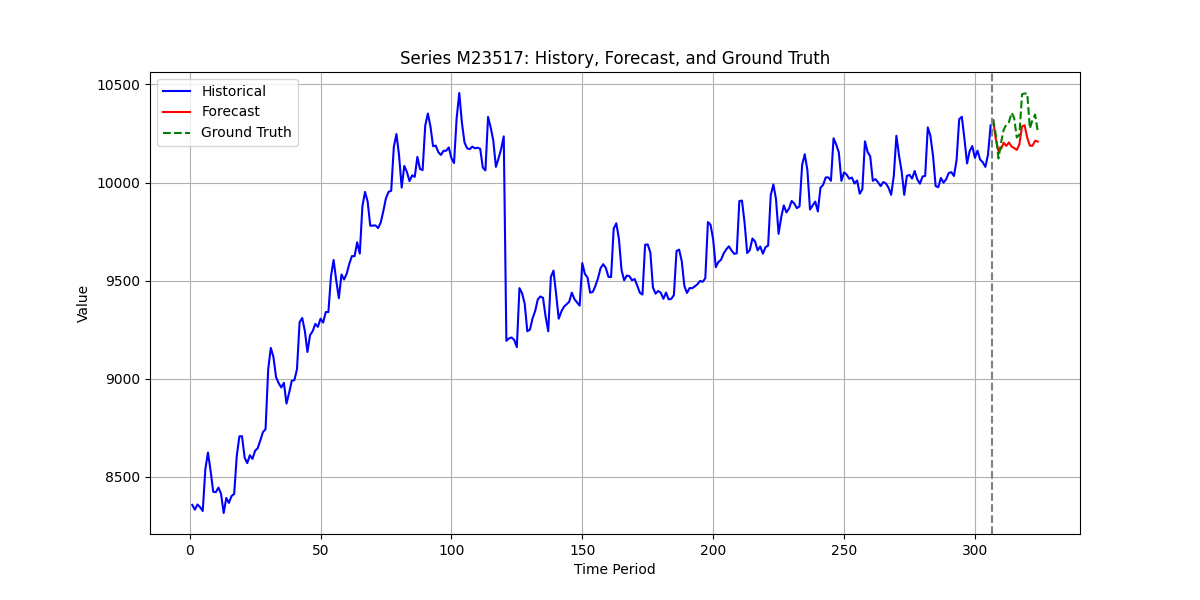 Series M23517: History, Forecast, and Ground Truth
10500
10000
9500
9000
8500
Value
Historical
Forecast
Ground Truth
0
50
100
150
200
250
300
Time Period